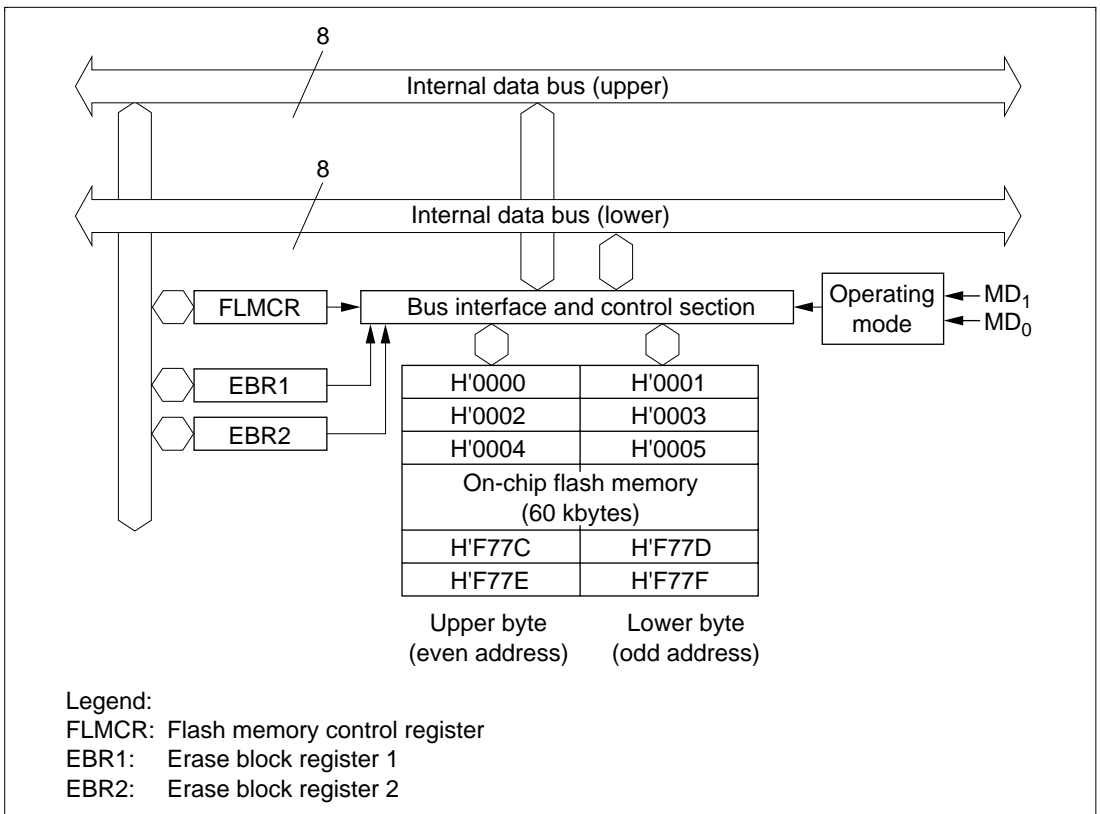 8
Internal data bus (upper)
8
Internal data bus (lower)
FLMCR
Bus interface and control section
Operating
mode
MD1
MD0
EBR1
EBR2
H'0000 H'0001
H'0002 H'0003
H'0004 H'0005
On-chip flash memory
(60 kbytes)
H'F77C H'F77D
H'F77E H'F77F
Upper byte
(even address)
Lower byte
(odd address)
Legend:
FLMCR: Flash memory control register
EBR1: Erase block register 1
EBR2: Erase block register 2